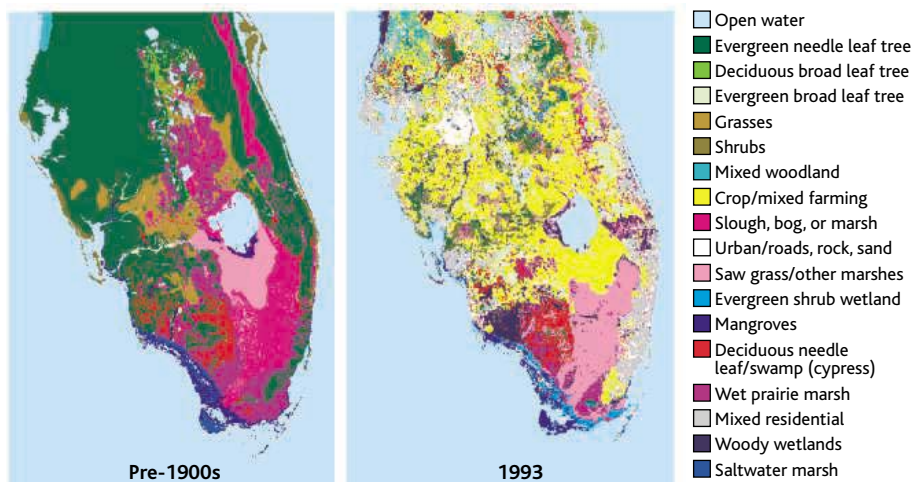 Pre-1900s
1993
Open water
Evergreen needle leaf tree
Deciduous broad leaf tree
Evergreen broad leaf tree
Grasses
Shrubs
Mixed woodland
Crop/mixed farming
Slough, bog, or marsh
Urban/roads, rock, sand
Saw grass/other marshes
Evergreen shrub wetland
Mangroves
Deciduous needle
leaf/swamp (cypress)
Wet prairie marsh
Mixed residential
Woody wetlands
Saltwater marsh